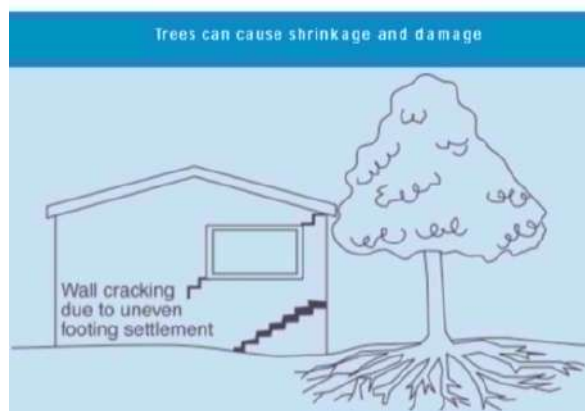 Trees can cause shrinkage and damage
Wall cracking
due to uneven
footing settlement